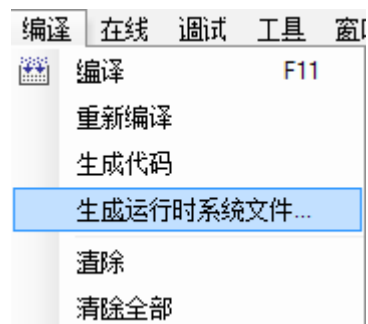 编译 在线 调试 工具 窗口
编译 F11
重新编译
生成代码
生成运行时系统文件...
清除
清除全部